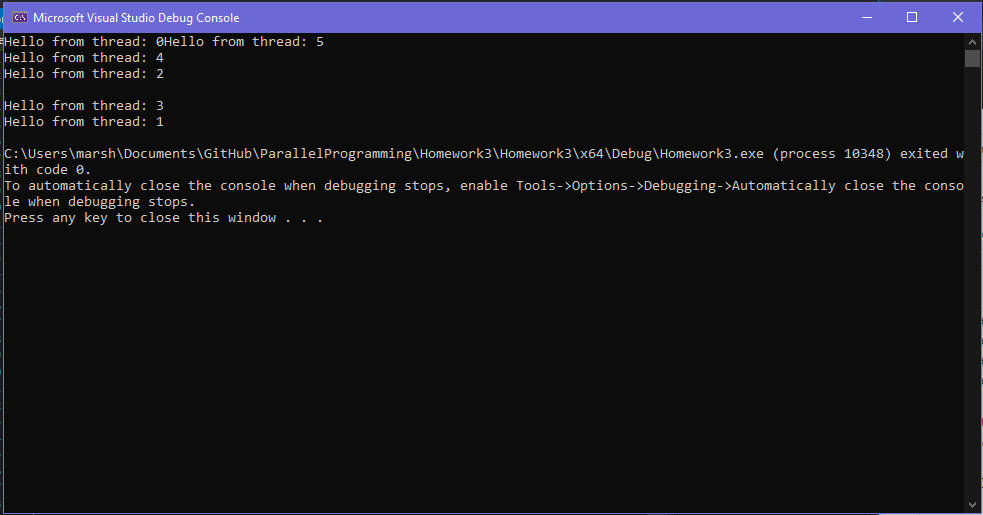 Microsoft Visual Studio Debug Console
Hello from thread: 0Hello from thread: 5
Hello from thread: 4
Hello from thread: 2
Hello from thread: 3
Hello from thread: 1
C:\Users\marsh\Documents\GitHub\ParallelProgramming\Homework3\Homework3\x64\Debug\Homework3.exe (process 10348) exited w
ith code 0.
To automatically close the console when debugging stops, enable Tools->Options->Debugging->Automatically close the conso
le when debugging stops.
Press any key to close this window . . .